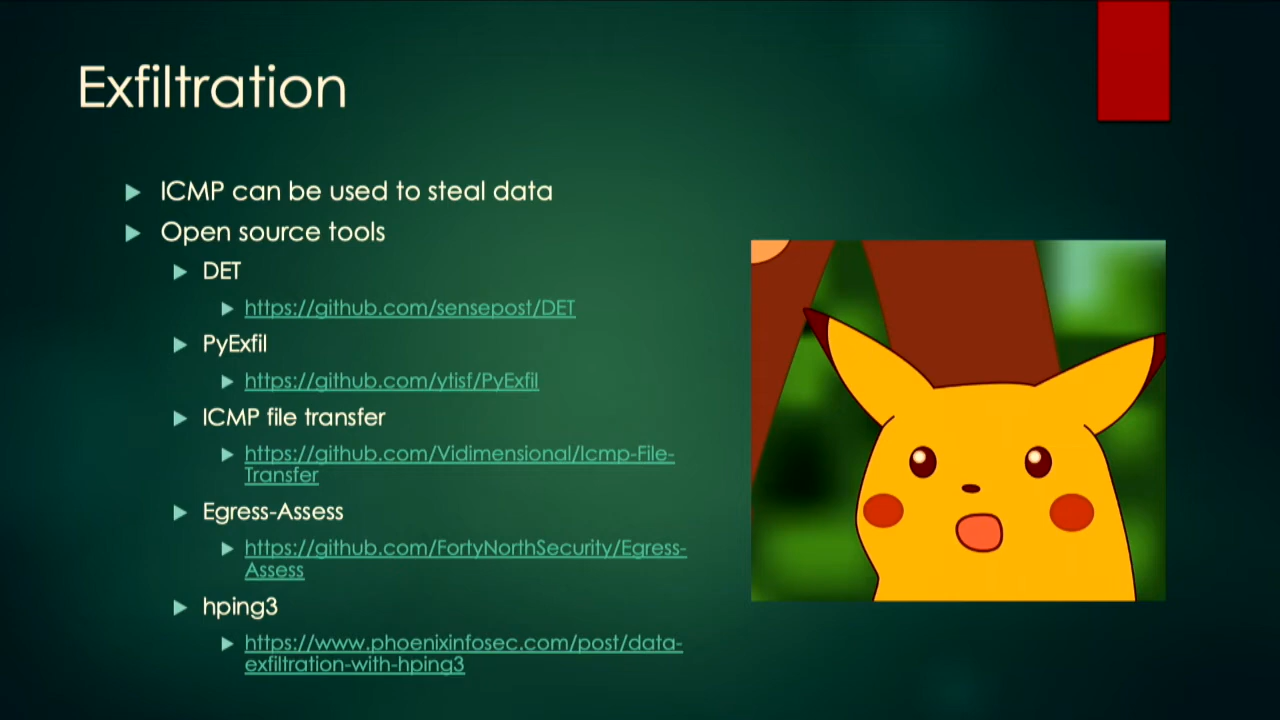 Exfiltration
ICMP can be used to steal data
Open source tools
DET
https://github.com/sensepost/DET
PyExfil
https://github.com/ytisf/PyExfil
ICMP file transfer
https://github.com/Vidimensional/Icmp-File-
Transfer
Egress-Assess
https://github.com/FortyNorthSecurity/Egress-
Assess
hping3
https://www.phoenixinfosec.com/post/data-
exfiltration-with-hping3